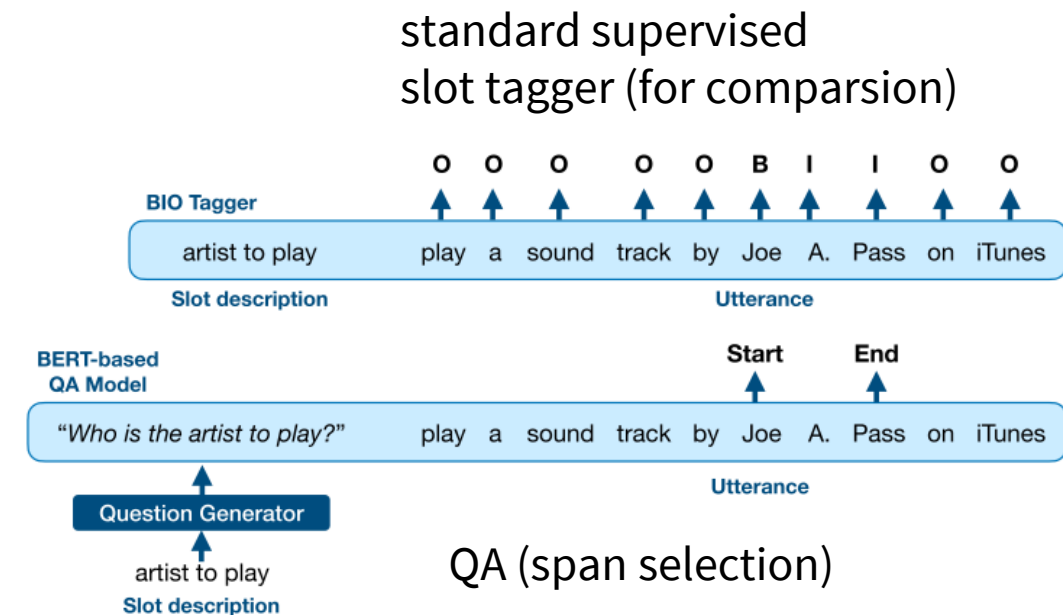 standard supervised
slot tagger (for comparsion)
O O O O O B I I O O
BIO Tagger
artist to play play a sound track by Joe A. Pass on iTunes
Slot description Utterance
BERT-based
QA Model
Start End
“Who is the artist to play?” play a sound track by Joe A. Pass on iTunes
Utterance
Question Generator
artist to play
Slot description
QA (span selection)